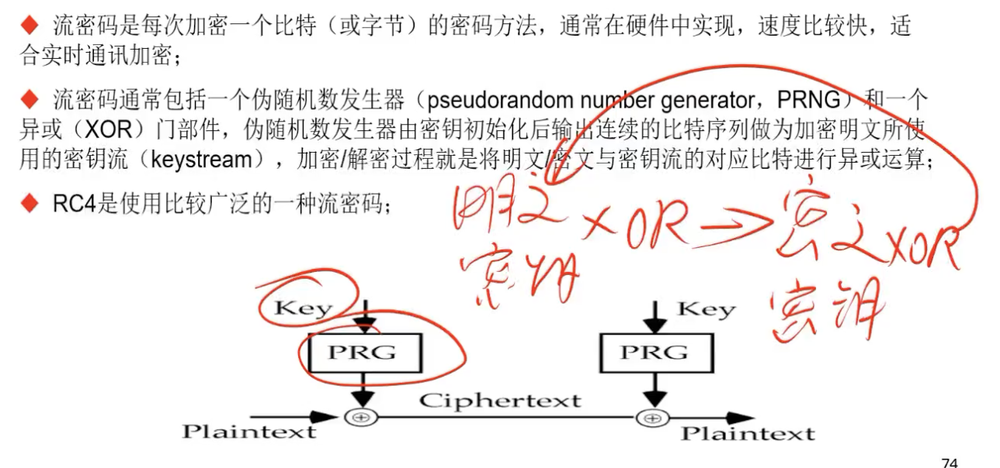 流密码是每次加密一个比特（或字节）的密码方法，通常在硬件中实现，速度比较快，适
合实时通讯加密；
流密码通常包括一个伪随机数发生器（pseudorandom number generator，PRNG）和一个
异或（XOR）门部件，伪随机数发生器由密钥初始化后输出连续的比特序列做为加密明文所使
用的密钥流（keystream），加密/解密过程就是将明文/密文与密钥流的对应比特进行异或运算；
RC4是使用比较广泛的一种流密码；
明文 XOR → 密文 XOR
密钥 密钥
Key Key
PRG PRG
Ciphertext
Plaintext Plaintext
74